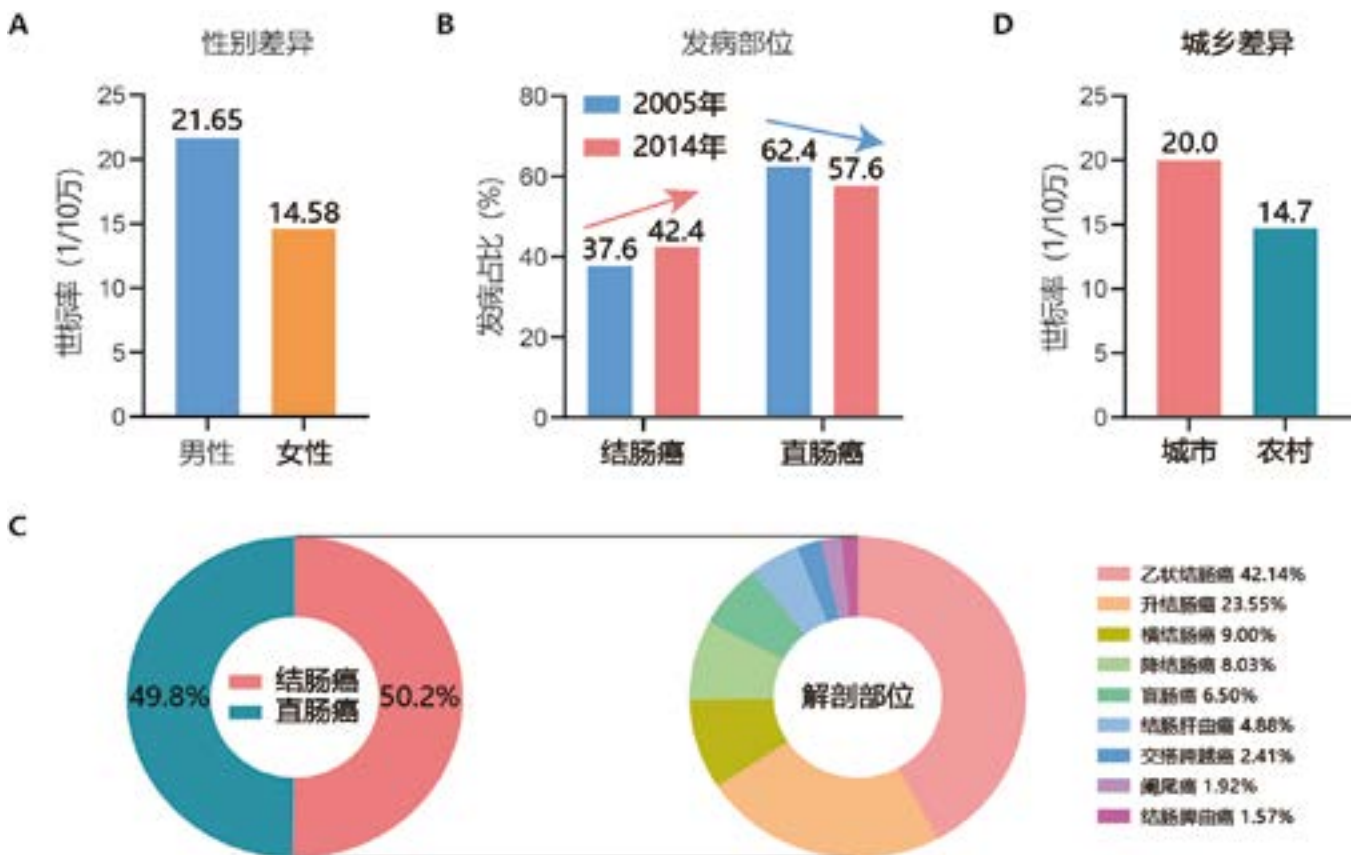 A
性别差异
世标率（1/10万）
25
20
15
10
5
0
21.65
14.58
男性
女性
B
发病部位
发病占比（%）
80
60
40
20
0
2005年
2014年
37.6
42.4
62.4
57.6
结肠癌
直肠癌
D
城乡差异
世标率（1/10万）
25
20
15
10
5
0
20.0
14.7
城市
农村
C
49.8%
结肠癌
直肠癌
50.2%
解剖部位
乙状结肠癌 42.14%
升结肠癌 23.55%
横结肠癌 9.00%
降结肠癌 8.03%
盲肠癌 6.50%
结肠肝曲癌 4.88%
交搭跨越癌 2.41%
阑尾癌 1.92%
结肠脾曲癌 1.57%